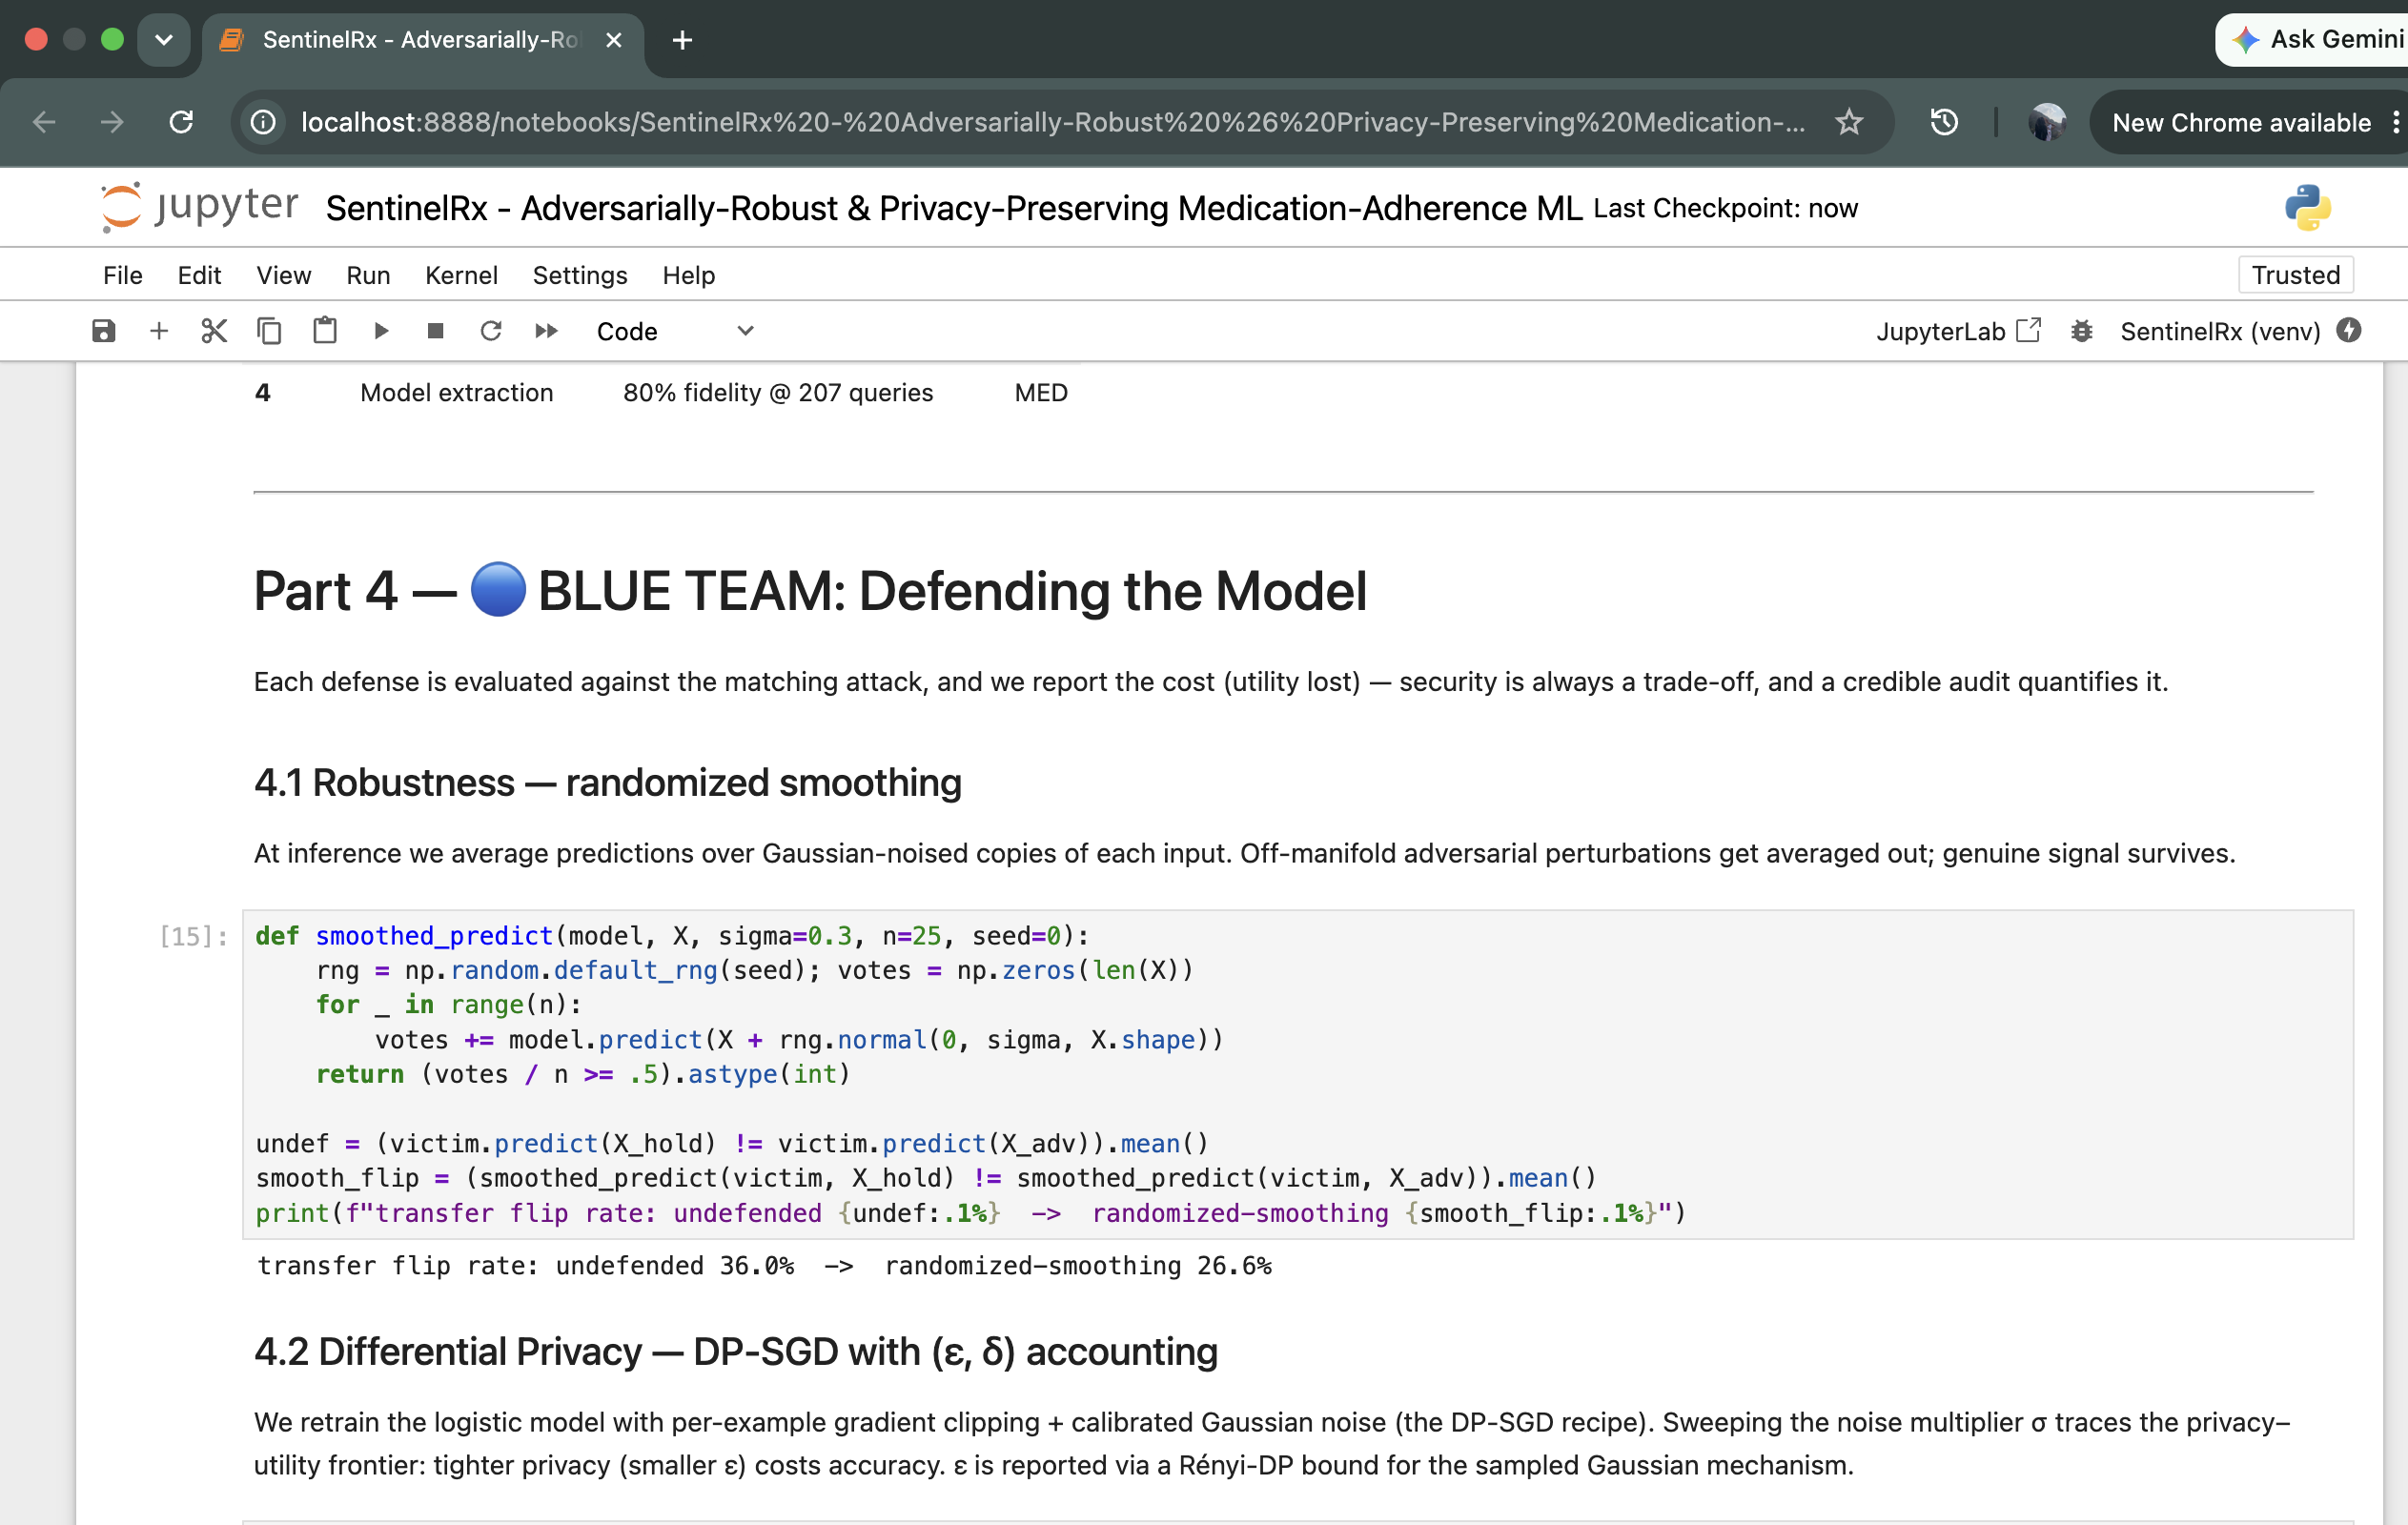 SentinelRx - Adversarially-Ro
Ask Gemini
localhost:8888/notebooks/SentinelRx%20-%20Adversarially-Robust%20%26%20Privacy-Preserving%20Medication-...
New Chrome available
jupyter SentinelRx - Adversarially-Robust & Privacy-Preserving Medication-Adherence ML Last Checkpoint: now
File Edit View Run Kernel Settings Help Trusted
Code JupyterLab SentinelRx (venv)
4 Model extraction 80% fidelity @ 207 queries MED
Part 4 — 🔵 BLUE TEAM: Defending the Model
Each defense is evaluated against the matching attack, and we report the cost (utility lost) — security is always a trade-off, and a credible audit quantifies it.
4.1 Robustness — randomized smoothing
At inference we average predictions over Gaussian-noised copies of each input. Off-manifold adversarial perturbations get averaged out; genuine signal survives.
[15]: def smoothed_predict(model, X, sigma=0.3, n=25, seed=0):
    rng = np.random.default_rng(seed); votes = np.zeros(len(X))
    for _ in range(n):
        votes += model.predict(X + rng.normal(0, sigma, X.shape))
    return (votes / n >= .5).astype(int)
undef = (victim.predict(X_hold) != victim.predict(X_adv)).mean()
smooth_flip = (smoothed_predict(victim, X_hold) != smoothed_predict(victim, X_adv)).mean()
print(f"transfer flip rate: undefended {undef:.1%}  ->  randomized-smoothing {smooth_flip:.1%}")
transfer flip rate: undefended 36.0%  ->  randomized-smoothing 26.6%
4.2 Differential Privacy — DP-SGD with (ε, δ) accounting
We retrain the logistic model with per-example gradient clipping + calibrated Gaussian noise (the DP-SGD recipe). Sweeping the noise multiplier σ traces the privacy–
utility frontier: tighter privacy (smaller ε) costs accuracy. ε is reported via a Rényi-DP bound for the sampled Gaussian mechanism.